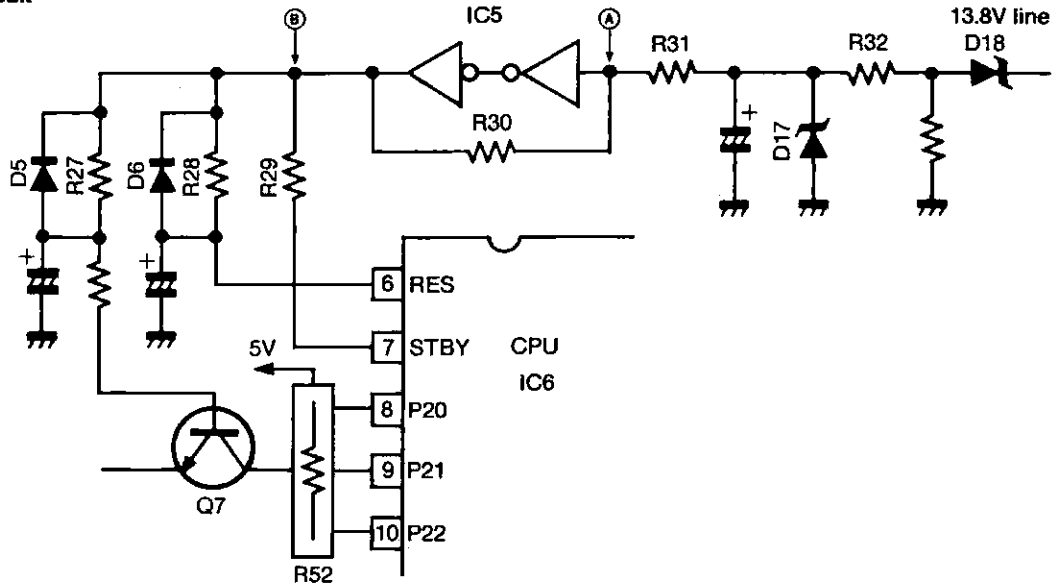 B
IC5
A
13.8V line
R31
R32
D18
R30
+
D17
D5
R27
D6
R28
R29
+
+
6 RES
7 STBY
CPU
IC6
5V
8 P20
9 P21
10 P22
Q7
R52